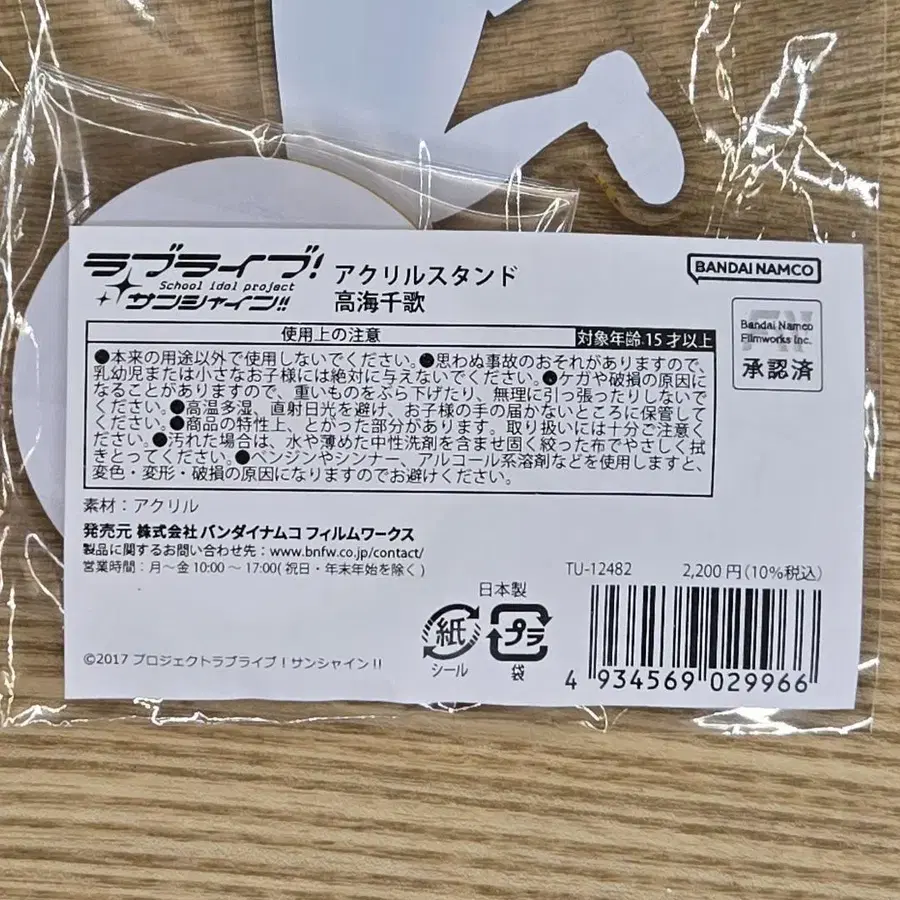 ラブライブ!
School idol project
サンシャイン!!
アクリルスタンド
高海千歌
BANDAI NAMCO
Bandai Namco
Filmworks Inc.
承認済
使用上の注意
対象年齢:15才以上
●本来の用途以外で使用しないでください。●思わぬ事故のおそれがありますので、
乳幼児または小さなお子様には絶対に与えないでください。●ケガや破損の原因に
なることがありますので、重いものをぶら下げたり、無理に引っ張ったりしないで
ください。●高温多湿、直射日光を避け、お子様の手の届かないところに保管して
ください。●商品の特性上、とがった部分があります。取り扱いには十分ご注意く
ださい。●汚れた場合は、水や薄めた中性洗剤を含ませ固く絞った布でやさしく拭
きとってください。●ベンジンやシンナー、アルコール系溶剤などを使用しますと、
変色・変形・破損の原因になりますのでお避けください。
素材:アクリル
発売元 株式会社 バンダイナムコ フィルムワークス
製品に関するお問い合わせ先:www.bnfw.co.jp/contact/
営業時間:月～金 10:00 ～ 17:00(祝日・年末年始を除く)
TU-12482 2,200円(10%税込)
日本製
紙
シール
プラ
袋
4 934569 029966
©2017 プロジェクトラブライブ!サンシャイン!!